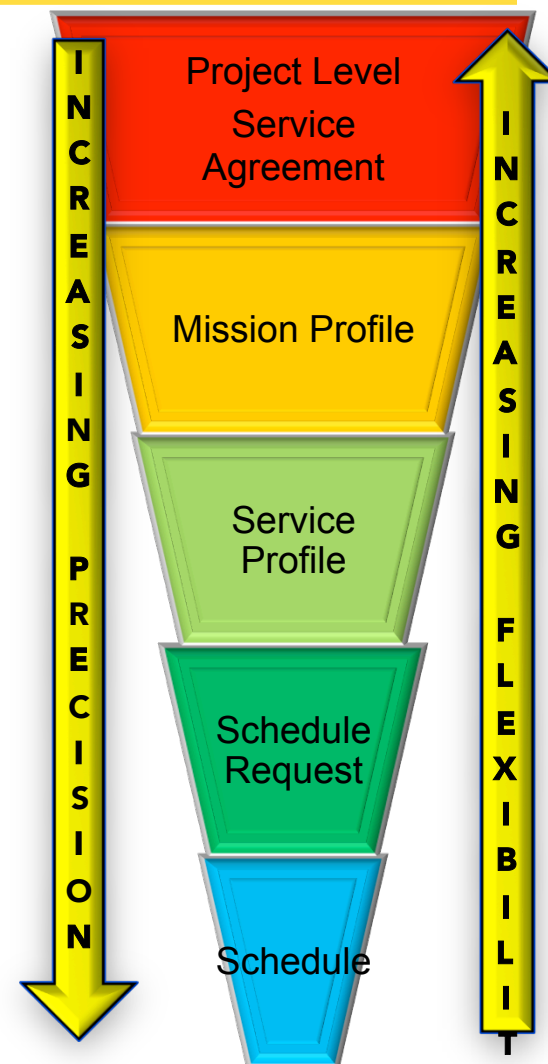 INCREASING PRECISION
Project Level
Service
Agreement
Mission Profile
Service
Profile
Schedule
Request
Schedule
INCREASING FLEXIBILIT